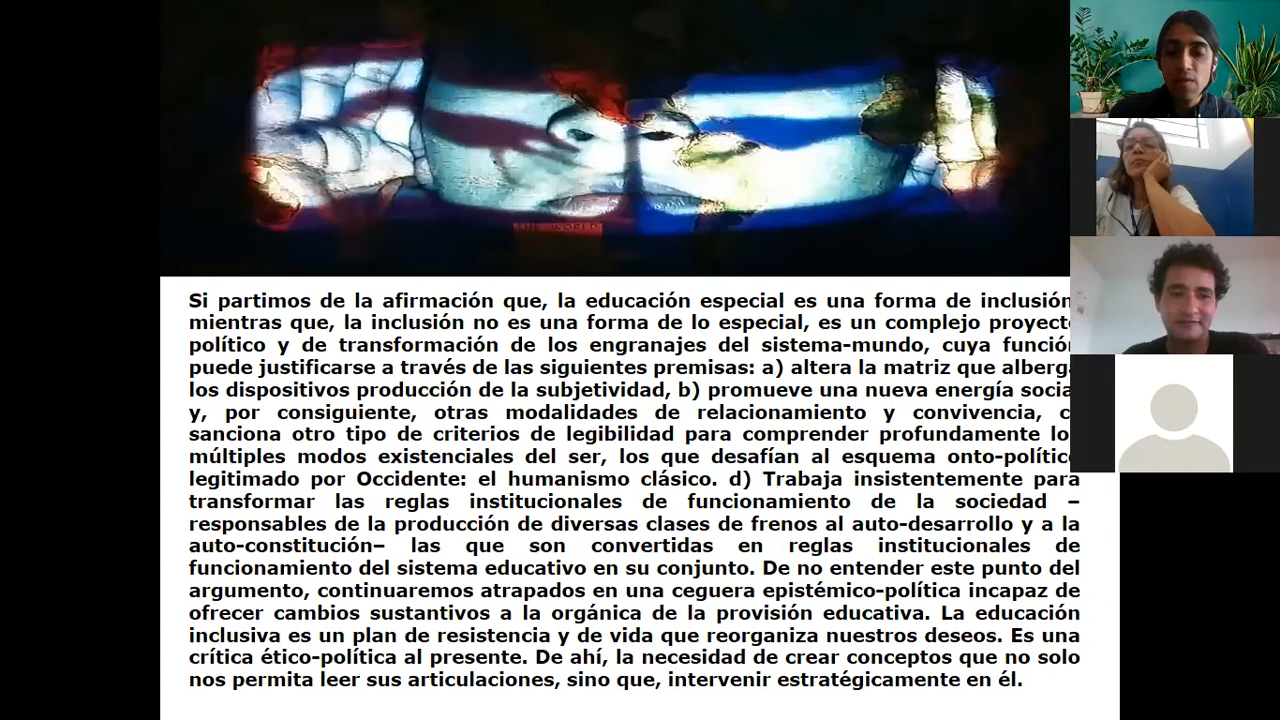 THE WORLD
Si partimos de la afirmación que, la educación especial es una forma de inclusión
mientras que, la inclusión no es una forma de lo especial, es un complejo proyecto
político y de transformación de los engranajes del sistema-mundo, cuya función
puede justificarse a través de las siguientes premisas: a) altera la matriz que alberga
los dispositivos producción de la subjetividad, b) promueve una nueva energía social
y, por consiguiente, otras modalidades de relacionamiento y convivencia, c)
sanciona otro tipo de criterios de legibilidad para comprender profundamente los
múltiples modos existenciales del ser, los que desafían al esquema onto-político
legitimado por Occidente: el humanismo clásico. d) Trabaja insistentemente para
transformar las reglas institucionales de funcionamiento de la sociedad –
responsables de la producción de diversas clases de frenos al auto-desarrollo y a la
auto-constitución– las que son convertidas en reglas institucionales de
funcionamiento del sistema educativo en su conjunto. De no entender este punto del
argumento, continuaremos atrapados en una ceguera epistémico-política incapaz de
ofrecer cambios sustantivos a la orgánica de la provisión educativa. La educación
inclusiva es un plan de resistencia y de vida que reorganiza nuestros deseos. Es una
crítica ético-política al presente. De ahí, la necesidad de crear conceptos que no solo
nos permita leer sus articulaciones, sino que, intervenir estratégicamente en él.